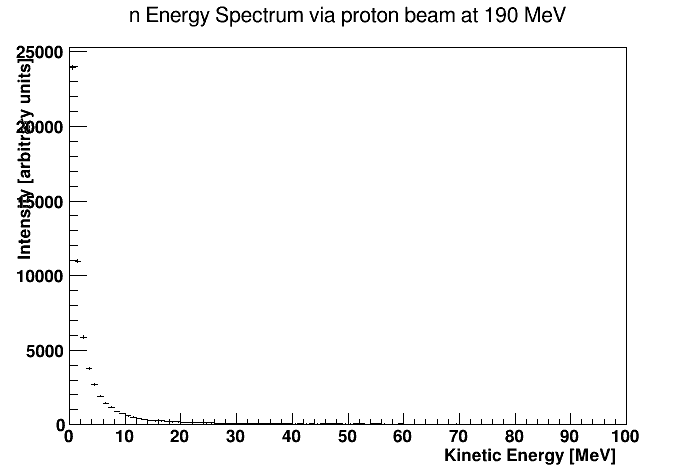 n Energy Spectrum via proton beam at 190 MeV
Intensity [arbitrary units]
25000
20000
15000
10000
5000
0
0 10 20 30 40 50 60 70 80 90 100
Kinetic Energy [MeV]